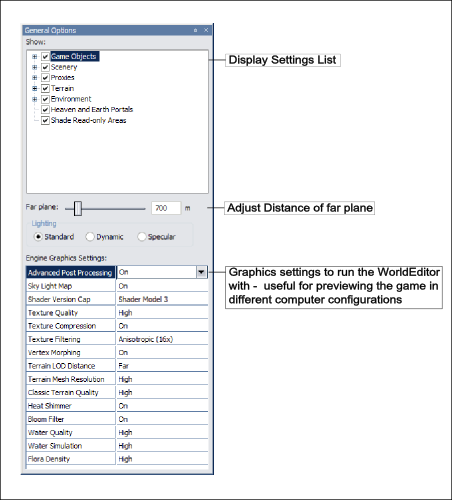 General Options
Show:
Game Objects
Scenery
Proxies
Terrain
Environment
Heaven and Earth Portals
Shade Read-only Areas
Display Settings List
Far plane: 700 m
Adjust Distance of far plane
Lighting
Standard Dynamic Specular
Engine Graphics Settings:
Advanced Post Processing On
Sky Light Map On
Shader Version Cap Shader Model 3
Texture Quality High
Texture Compression On
Texture Filtering Anisotropic (16x)
Vertex Morphing On
Terrain LOD Distance Far
Terrain Mesh Resolution High
Classic Terrain Quality High
Heat Shimmer On
Bloom Filter On
Water Quality High
Water Simulation High
Flora Density High
Graphics settings to run the WorldEditor
with - useful for previewing the game in
different computer configurations